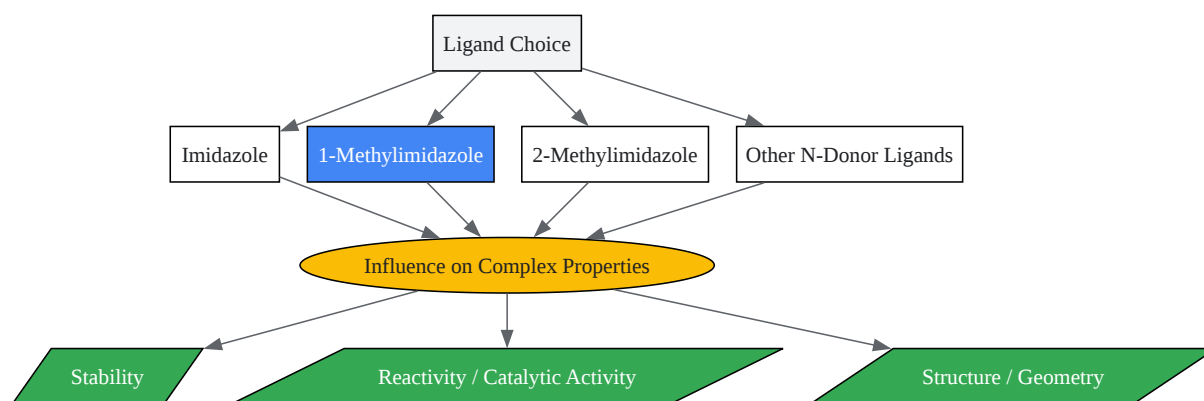 Ligand Choice
Imidazole
1-Methylimidazole
2-Methylimidazole
Other N-Donor Ligands
Influence on Complex Properties
Stability
Reactivity / Catalytic Activity
Structure / Geometry